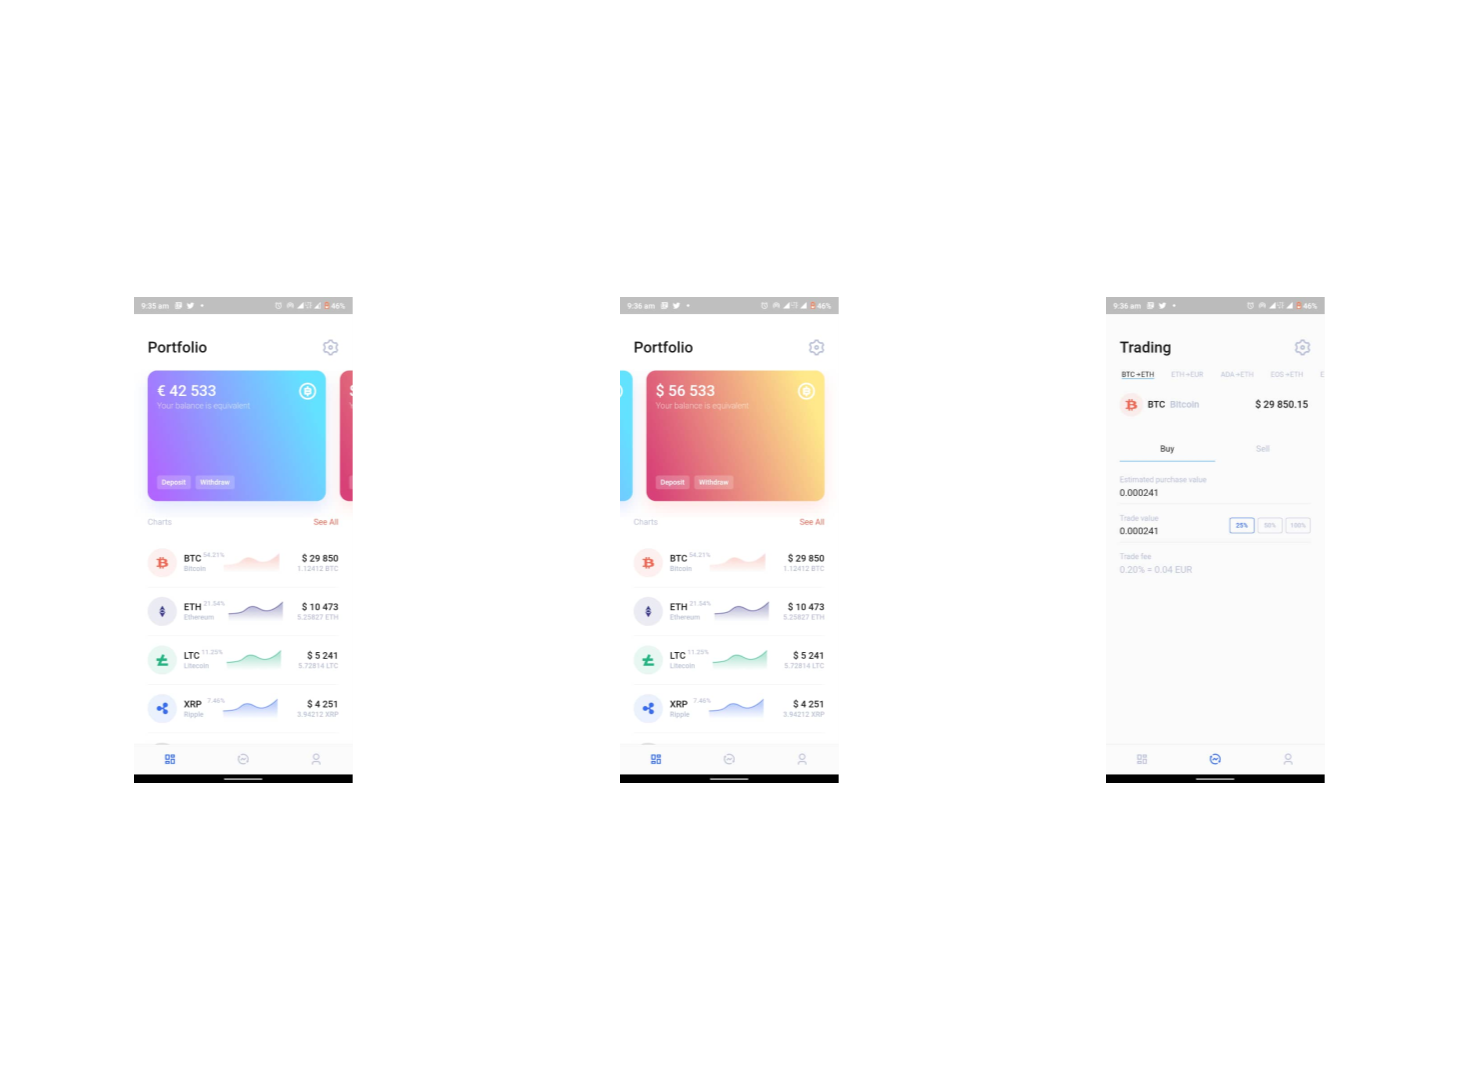 9:35 am 46%
Portfolio
€ 42 533
Your balance is equivalent
Deposit Withdraw
Charts See All
BTC 54.21% $ 29 850
Bitcoin 1.12412 BTC
ETH 21.34% $ 10 473
Ethereum 5.25827 ETH
LTC 11.25% $ 5 241
Litecoin 5.72814 LTC
XRP 7.46% $ 4 251
Ripple 3.94212 XRP
9:36 am 46%
Portfolio
$ 56 533
Your balance is equivalent
Deposit Withdraw
Charts See All
BTC 54.21% $ 29 850
Bitcoin 1.12412 BTC
ETH 21.34% $ 10 473
Ethereum 5.25827 ETH
LTC 11.25% $ 5 241
Litecoin 5.72814 LTC
XRP 7.46% $ 4 251
Ripple 3.94212 XRP
9:36 am 46%
Trading
BTC→ETH ETH→EUR ADA→ETH EOS→ETH E
BTC Bitcoin $ 29 850.15
Buy Sell
Estimated purchase value
0.000241
Trade value
0.000241 25% 50% 100%
Trade fee
0.20% = 0.04 EUR